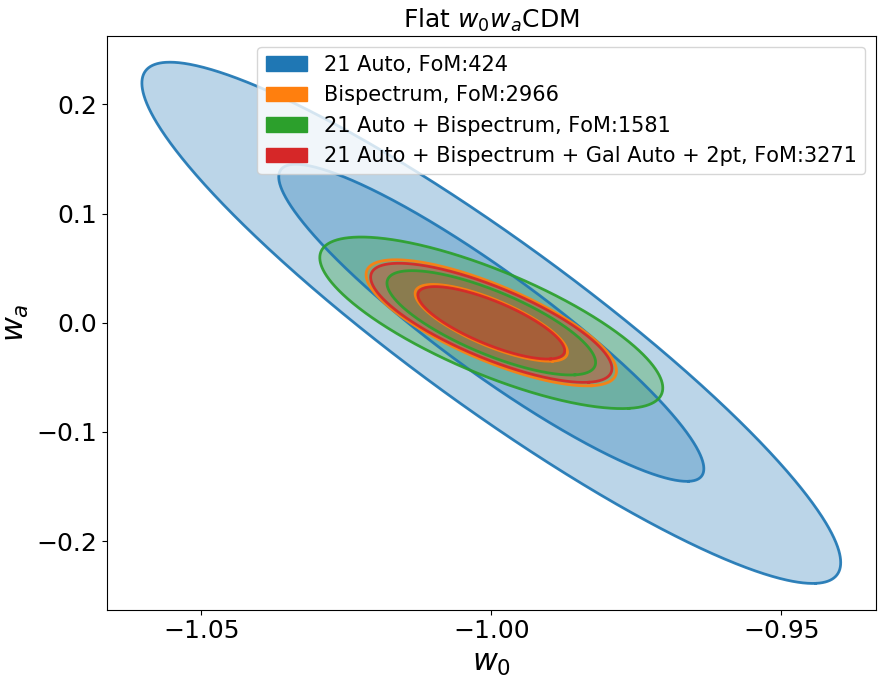 Flat w₀wₐCDM
21 Auto, FoM:424
Bispectrum, FoM:2966
21 Auto + Bispectrum, FoM:1581
21 Auto + Bispectrum + Gal Auto + 2pt, FoM:3271
0.2
0.1
0.0
−0.1
−0.2
wₐ
−1.05 −1.00 −0.95
w₀